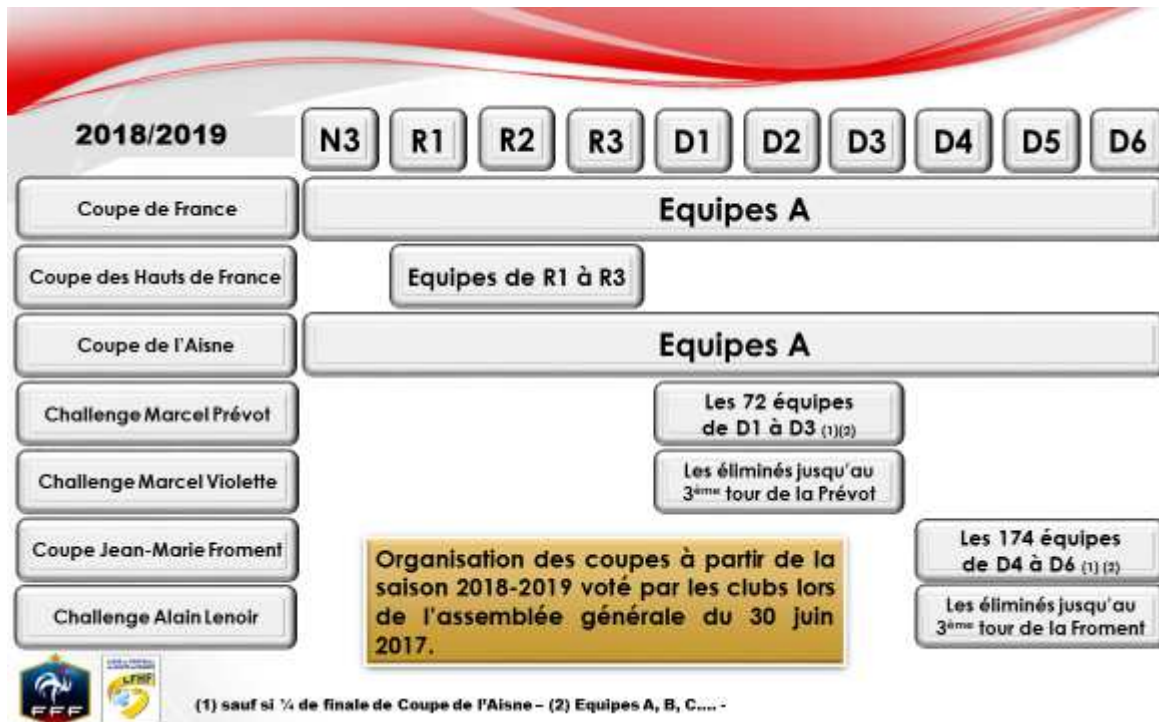 2018/2019 N3 R1 R2 R3 D1 D2 D3 D4 D5 D6
Coupe de France Equipes A
Coupe des Hauts de France Equipes de R1 à R3
Coupe de l'Aisne Equipes A
Challenge Marcel Prévot
Les 72 équipes
de D1 à D3 (1)(2)
Challenge Marcel Violette
Les éliminés jusqu'au
3ème tour de la Prévot
Coupe Jean-Marie Froment
Les 174 équipes
de D4 à D6 (1) (2)
Challenge Alain Lenoir
Les éliminés jusqu'au
3ème tour de la Froment
Organisation des coupes à partir de la
saison 2018-2019 voté par les clubs lors
de l'assemblée générale du 30 juin
2017.
FFF
LFHF
(1) sauf si ¼ de finale de Coupe de l'Aisne – (2) Equipes A, B, C.... -